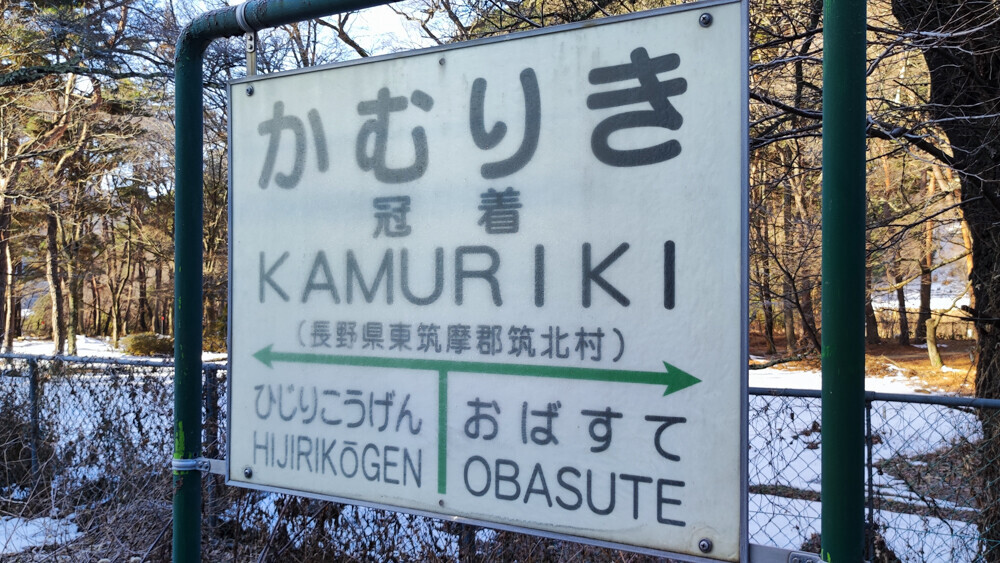 かむりき
冠着
KAMURIKI
(長野県東筑摩郡筑北村)
ひじりこうげん
HIJIRIKŌGEN
おばすて
OBASUTE